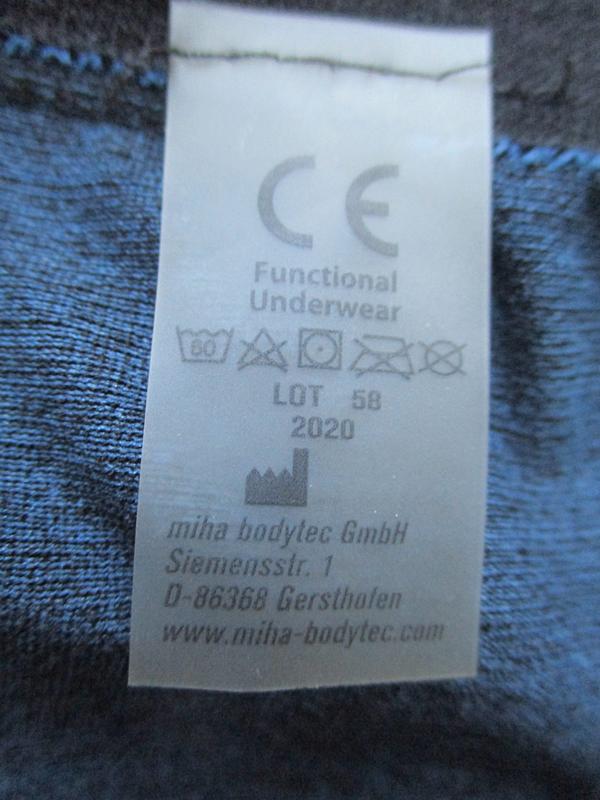 CE
Functional
Underwear
60
LOT 58
2020
miha bodytec GmbH
Siemensstr. 1
D-86368 Gersthofen
www.miha-bodytec.com